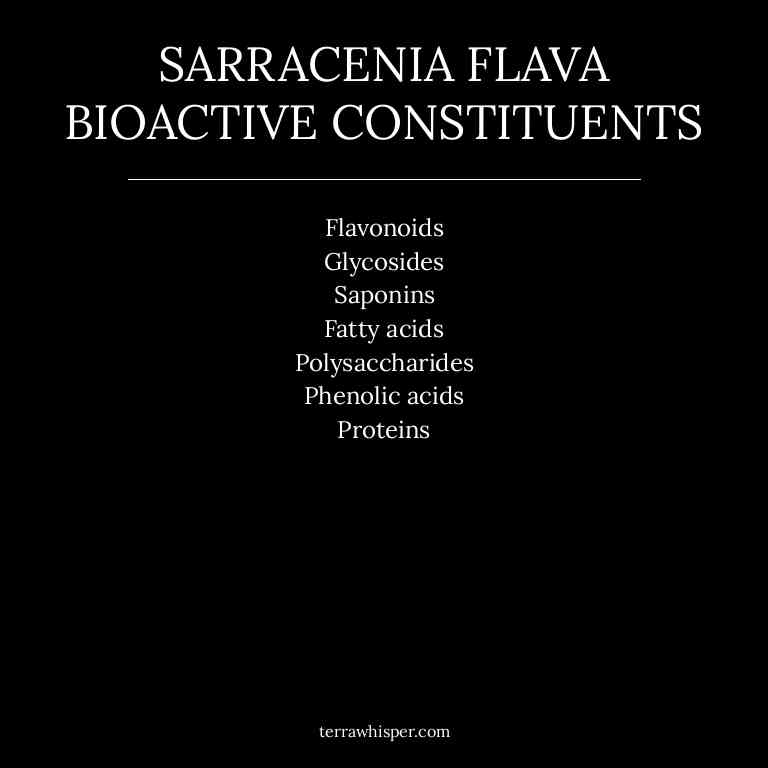 SARRACENIA FLAVA
BIOACTIVE CONSTITUENTS
Flavonoids
Glycosides
Saponins
Fatty acids
Polysaccharides
Phenolic acids
Proteins
terrawhisper.com